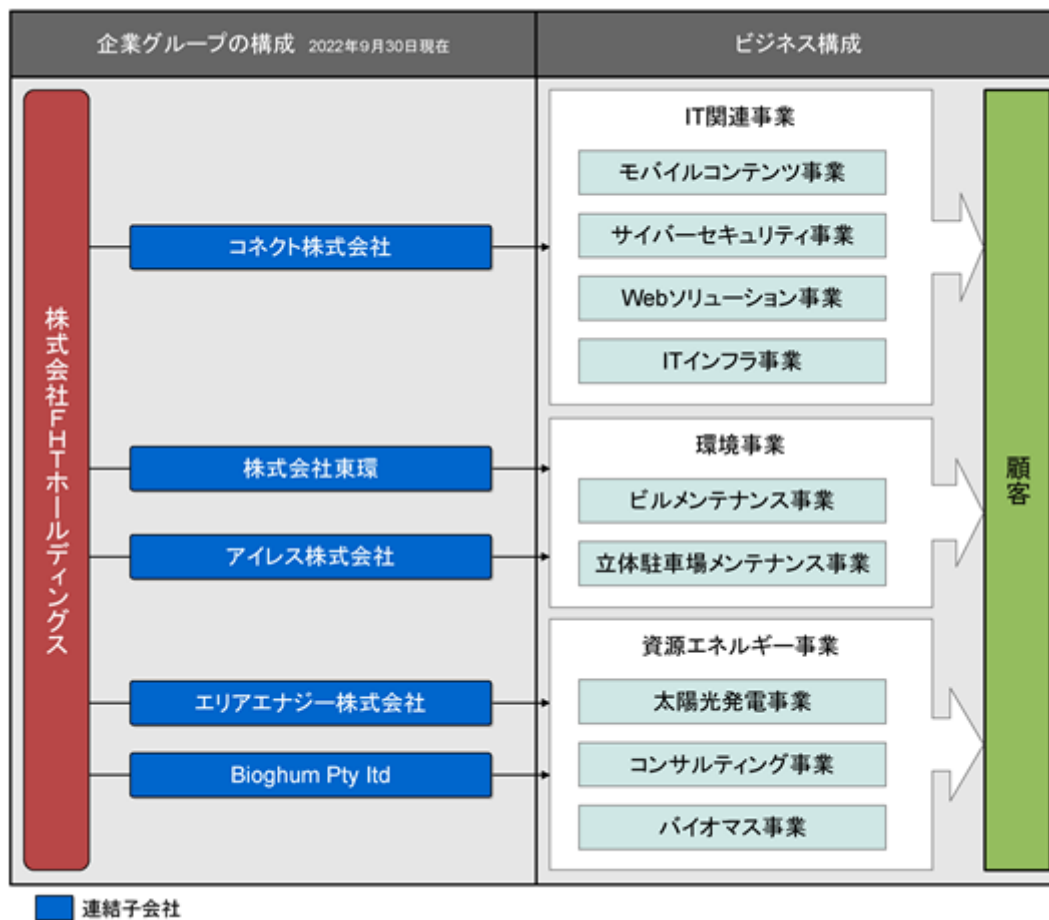 企業グループの構成 2022年9月30日現在
ビジネス構成
株式会社FHTホールディングス
コネクト株式会社
株式会社東環
アイレス株式会社
エリアエナジー株式会社
Bioghum Pty ltd
IT関連事業
モバイルコンテンツ事業
サイバーセキュリティ事業
Webソリューション事業
ITインフラ事業
環境事業
ビルメンテナンス事業
立体駐車場メンテナンス事業
資源エネルギー事業
太陽光発電事業
コンサルティング事業
バイオマス事業
顧客
連結子会社